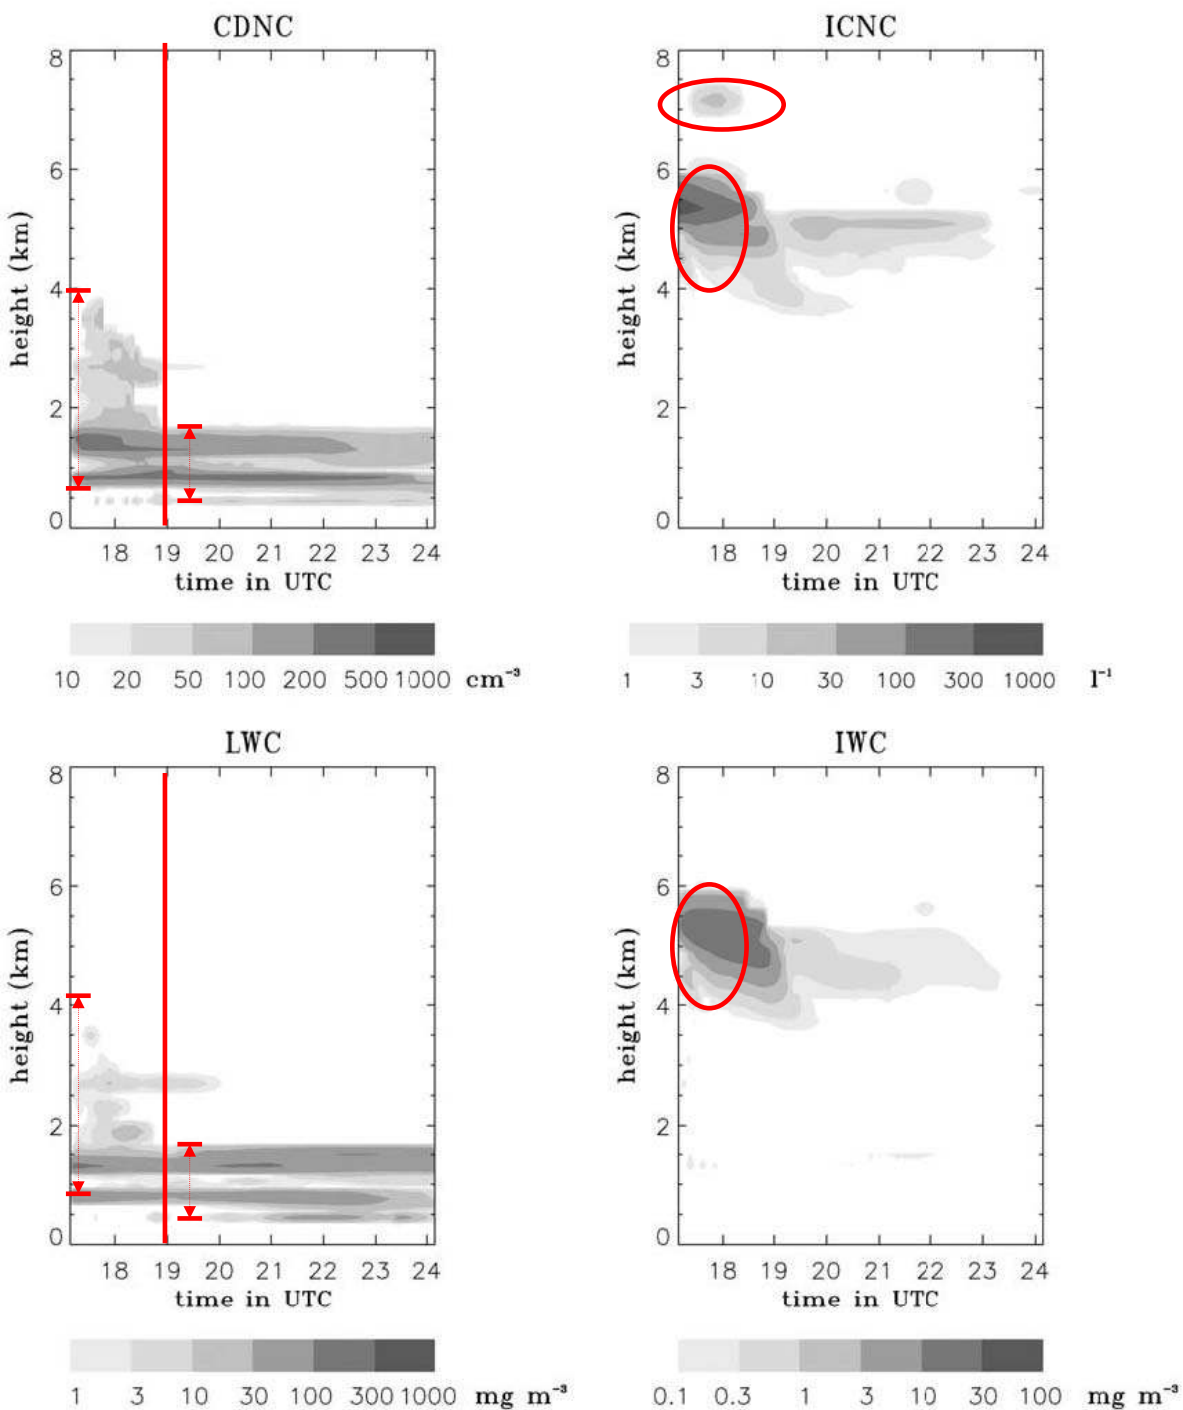 CDNC
8
6
4
2
0
height (km)
18 19 20 21 22 23 24
time in UTC
10 20 50 100 200 500 1000 cm⁻³
ICNC
8
6
4
2
0
height (km)
18 19 20 21 22 23 24
time in UTC
1 3 10 30 100 300 1000 l⁻¹
LWC
8
6
4
2
0
height (km)
18 19 20 21 22 23 24
time in UTC
1 3 10 30 100 300 1000 mg m⁻³
IWC
8
6
4
2
0
height (km)
18 19 20 21 22 23 24
time in UTC
0.1 0.3 1 3 10 30 100 mg m⁻³